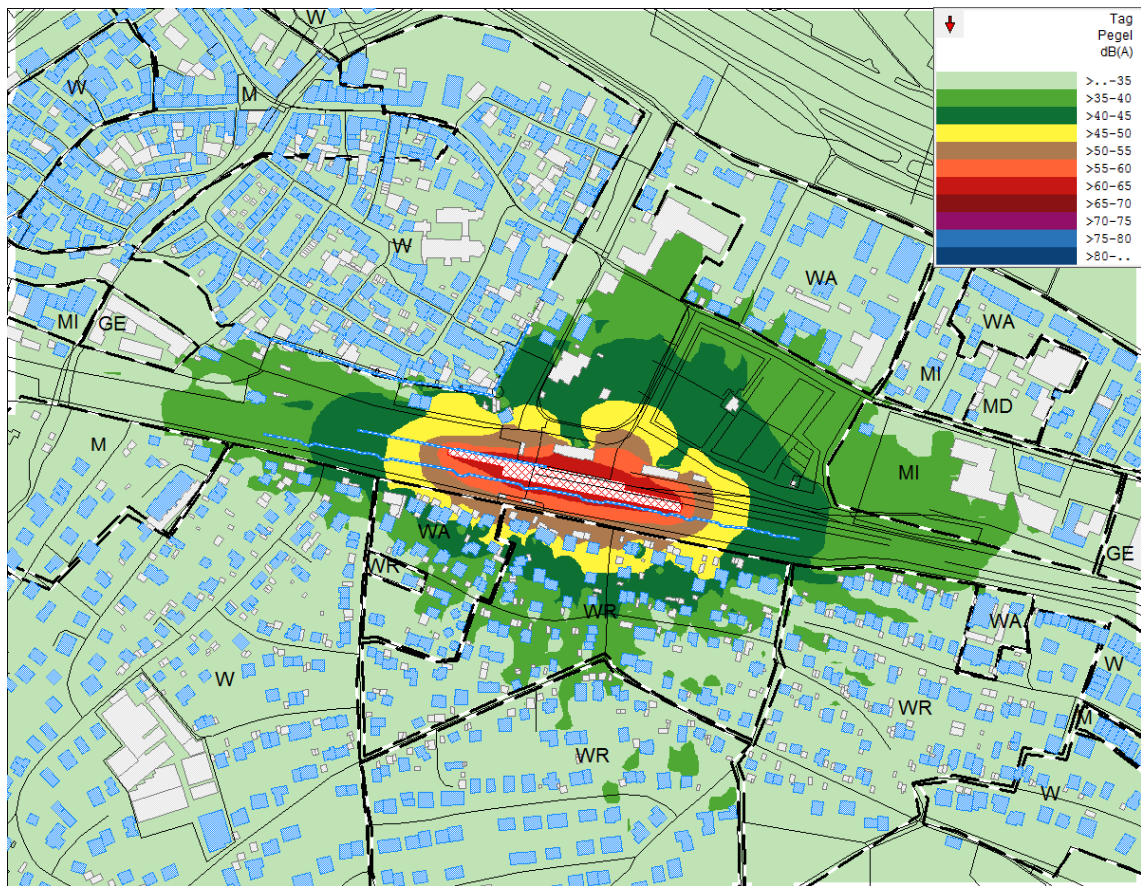 Tag
Pegel
dB(A)
>..-35
>35-40
>40-45
>45-50
>50-55
>55-60
>60-65
>65-70
>70-75
>75-80
>80-..
W
W
M
W
WA
WA
MI
GE
MI
MD
M
MI
WA
GE
WR
WR
WA
W
W
WR
M
WR
W